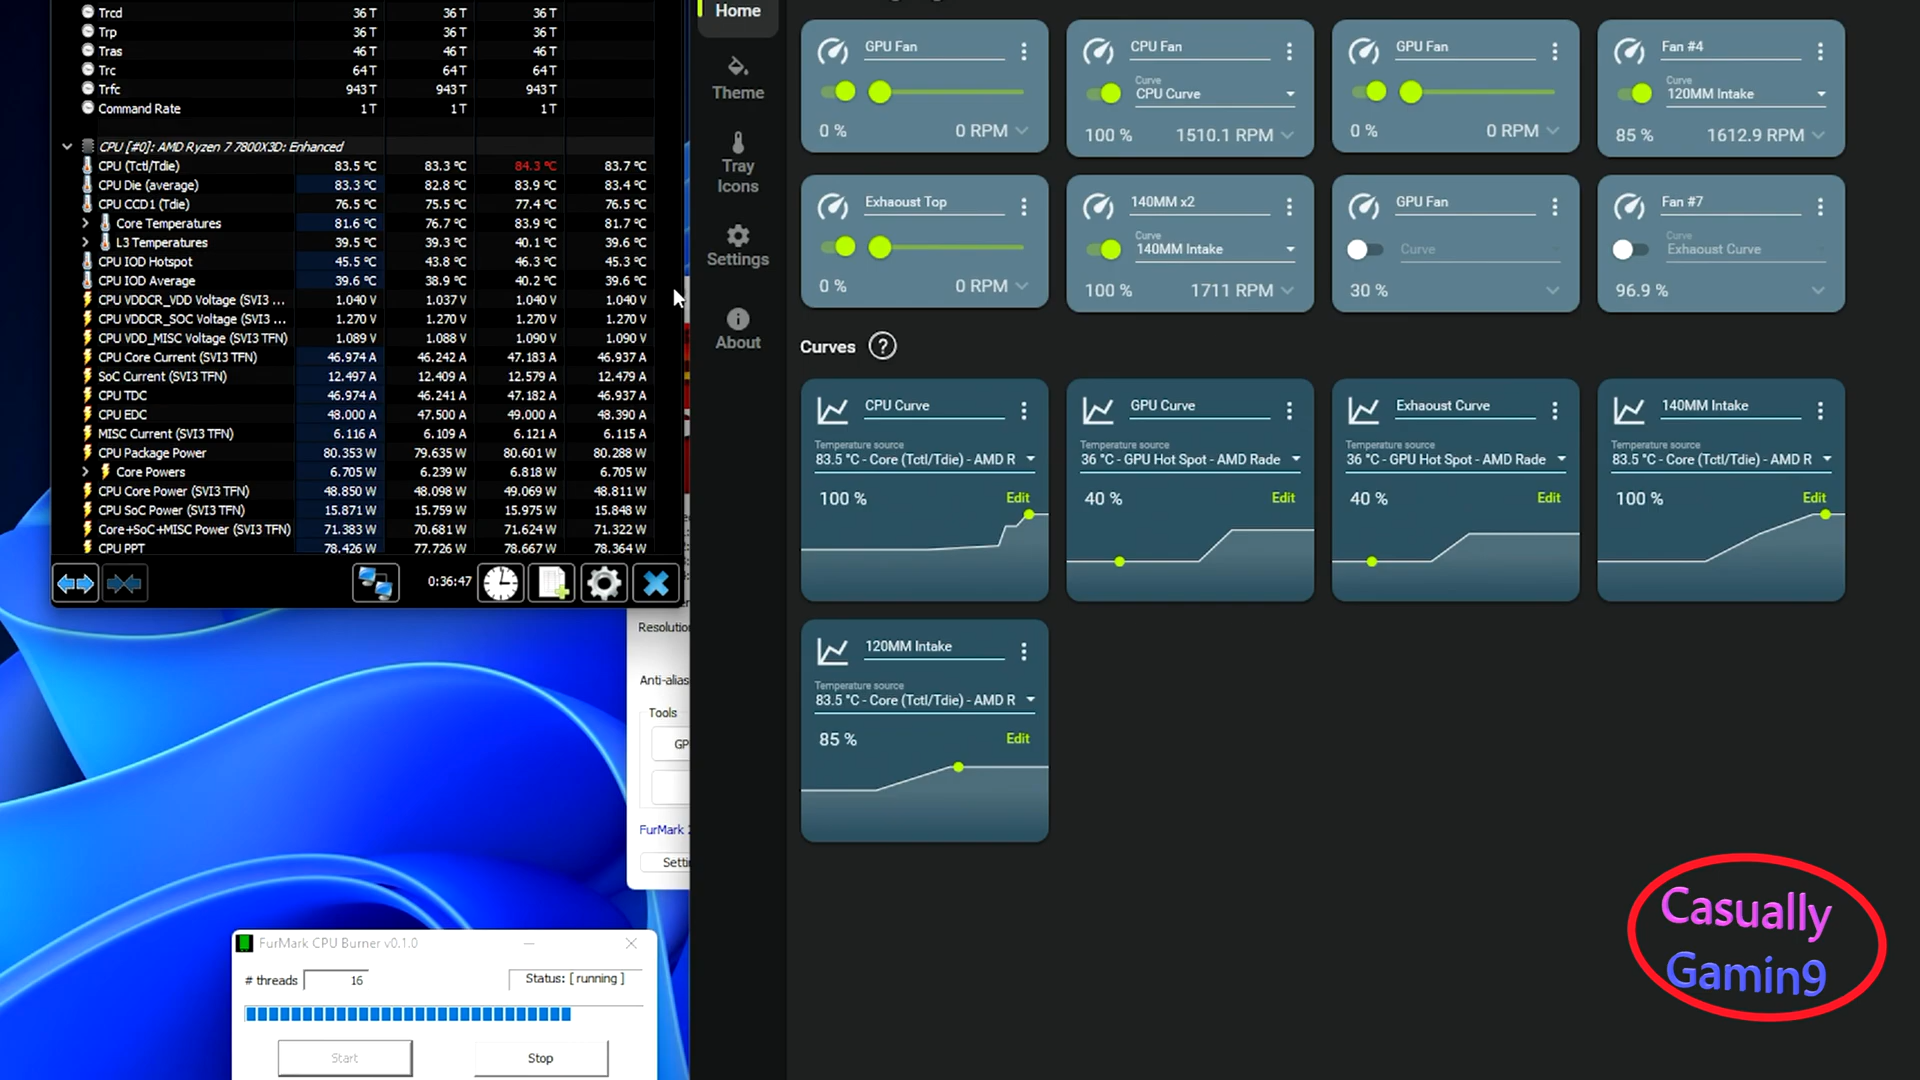 Trcd 36 T 36 T 36 T
Trp 36 T 36 T 36 T
Tras 46 T 46 T 46 T
Trc 64 T 64 T 64 T
Trfc 943 T 943 T 943 T
Command Rate 1 T 1 T 1 T
CPU [#0]: AMD Ryzen 7 7800X3D: Enhanced
CPU (Tctl/Tdie) 83.5 °C 83.3 °C 84.3 °C 83.7 °C
CPU Die (average) 83.3 °C 82.8 °C 83.9 °C 83.4 °C
CPU CCD1 (Tdie) 76.5 °C 75.5 °C 77.4 °C 76.5 °C
Core Temperatures 81.6 °C 76.7 °C 83.9 °C 81.7 °C
L3 Temperatures 39.5 °C 39.3 °C 40.1 °C 39.6 °C
CPU IOD Hotspot 45.5 °C 43.8 °C 46.3 °C 45.3 °C
CPU IOD Average 39.6 °C 38.9 °C 40.2 °C 39.6 °C
CPU VDDCR_VDD Voltage (SVI3 ... 1.040 V 1.037 V 1.040 V 1.040 V
CPU VDDCR_SOC Voltage (SVI3 ... 1.270 V 1.270 V 1.270 V 1.270 V
CPU VDD_MISC Voltage (SVI3 TFN) 1.089 V 1.088 V 1.090 V 1.090 V
CPU Core Current (SVI3 TFN) 46.974 A 46.242 A 47.183 A 46.937 A
SoC Current (SVI3 TFN) 12.497 A 12.409 A 12.579 A 12.479 A
CPU TDC 46.974 A 46.241 A 47.182 A 46.937 A
CPU EDC 48.000 A 47.500 A 49.000 A 48.390 A
MISC Current (SVI3 TFN) 6.116 A 6.109 A 6.121 A 6.115 A
CPU Package Power 80.353 W 79.635 W 80.601 W 80.288 W
Core Powers 6.705 W 6.239 W 6.818 W 6.705 W
CPU Core Power (SVI3 TFN) 48.850 W 48.098 W 49.069 W 48.811 W
CPU SoC Power (SVI3 TFN) 15.871 W 15.759 W 15.975 W 15.848 W
Core+SoC+MISC Power (SVI3 TFN) 71.383 W 70.681 W 71.624 W 71.322 W
CPU PPT 78.426 W 77.726 W 78.667 W 78.364 W
0:36:47
Resolution
Anti-alias
Tools
GP
FurMark 2
Setti
FurMark CPU Burner v0.1.0
# threads 16 Status: [ running ]
Start Stop
Home
Theme
Tray
Icons
Settings
About
GPU Fan
0 % 0 RPM
CPU Fan
Curve
CPU Curve
100 % 1510.1 RPM
GPU Fan
0 % 0 RPM
Fan #4
Curve
120MM Intake
85 % 1612.9 RPM
Exhaoust Top
0 % 0 RPM
140MM x2
Curve
140MM Intake
100 % 1711 RPM
GPU Fan
Curve
30 %
Fan #7
Curve
Exhaoust Curve
96.9 %
Curves ?
CPU Curve
Temperature source
83.5 °C - Core (Tctl/Tdie) - AMD R
100 % Edit
GPU Curve
Temperature source
36 °C - GPU Hot Spot - AMD Rade
40 % Edit
Exhaoust Curve
Temperature source
36 °C - GPU Hot Spot - AMD Rade
40 % Edit
140MM Intake
Temperature source
83.5 °C - Core (Tctl/Tdie) - AMD R
100 % Edit
120MM Intake
Temperature source
83.5 °C - Core (Tctl/Tdie) - AMD R
85 % Edit
Casually
Gamin9